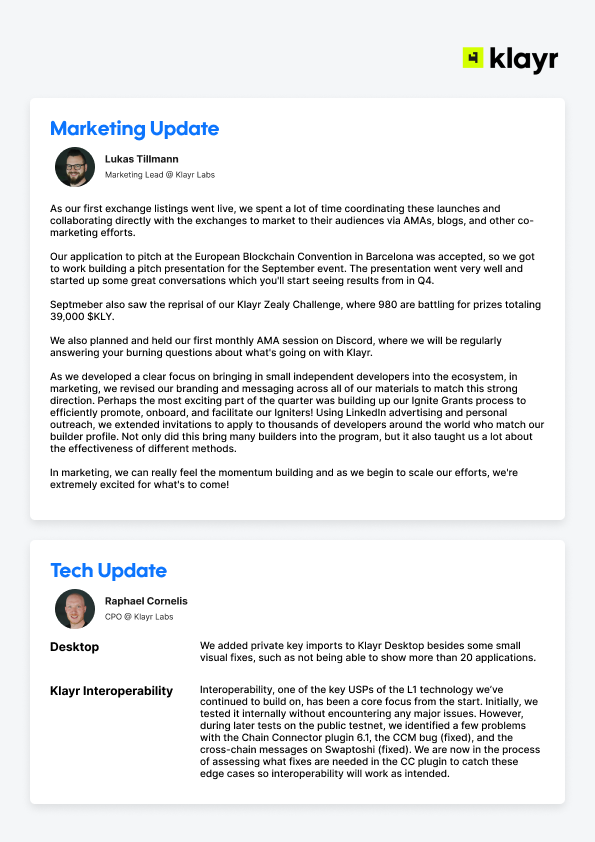 klayr
Marketing Update
Lukas Tillmann
Marketing Lead @ Klayr Labs
As our first exchange listings went live, we spent a lot of time coordinating these launches and
collaborating directly with the exchanges to market to their audiences via AMAs, blogs, and other co-
marketing efforts.
Our application to pitch at the European Blockchain Convention in Barcelona was accepted, so we got
to work building a pitch presentation for the September event. The presentation went very well and
started up some great conversations which you'll start seeing results from in Q4.
Septmeber also saw the reprisal of our Klayr Zealy Challenge, where 980 are battling for prizes totaling
39,000 $KLY.
We also planned and held our first monthly AMA session on Discord, where we will be regularly
answering your burning questions about what's going on with Klayr.
As we developed a clear focus on bringing in small independent developers into the ecosystem, in
marketing, we revised our branding and messaging across all of our materials to match this strong
direction. Perhaps the most exciting part of the quarter was building up our Ignite Grants process to
efficiently promote, onboard, and facilitate our Igniters! Using LinkedIn advertising and personal
outreach, we extended invitations to apply to thousands of developers around the world who match our
builder profile. Not only did this bring many builders into the program, but it also taught us a lot about
the effectiveness of different methods.
In marketing, we can really feel the momentum building and as we begin to scale our efforts, we're
extremely excited for what's to come!
Tech Update
Raphael Cornelis
CPO @ Klayr Labs
Desktop
We added private key imports to Klayr Desktop besides some small
visual fixes, such as not being able to show more than 20 applications.
Klayr Interoperability
Interoperability, one of the key USPs of the L1 technology we've
continued to build on, has been a core focus from the start. Initially, we
tested it internally without encountering any major issues. However,
during later tests on the public testnet, we identified a few problems
with the Chain Connector plugin 6.1, the CCM bug (fixed), and the
cross-chain messages on Swaptoshi (fixed). We are now in the process
of assessing what fixes are needed in the CC plugin to catch these
edge cases so interoperability will work as intended.